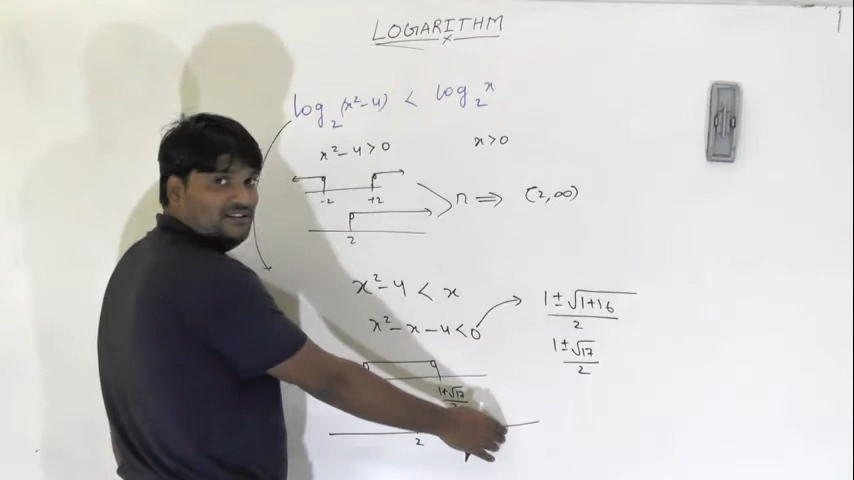 LOGARITHM
log₂(x²-4) < log₂x
x²-4>0
x>0
-2 +2
n ⟹ (2,∞)
2
x²-4 < x
x²-x-4<0
1±√1+16
2
1±√17
2
1+√17
2
2